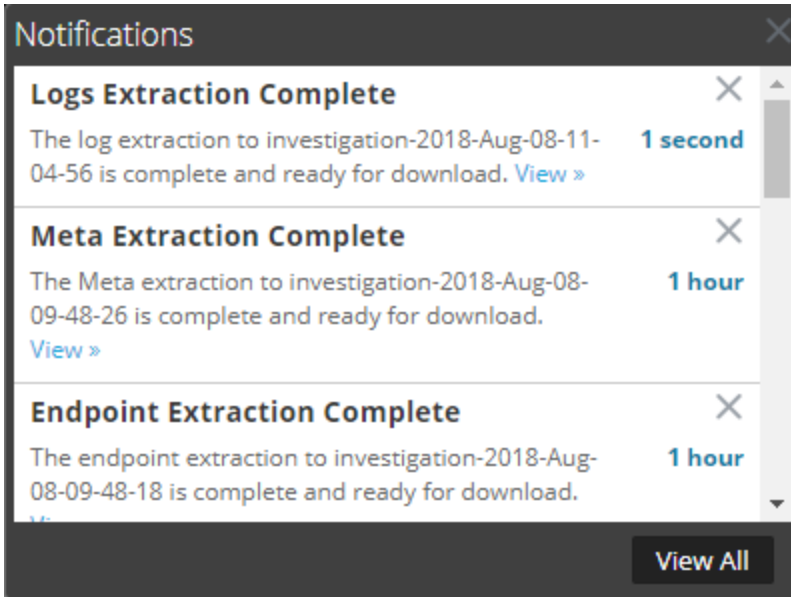 Notifications
Logs Extraction Complete
The log extraction to investigation-2018-Aug-08-11-
1 second
04-56 is complete and ready for download. View »
Meta Extraction Complete
The Meta extraction to investigation-2018-Aug-08-
1 hour
09-48-26 is complete and ready for download.
View »
Endpoint Extraction Complete
The endpoint extraction to investigation-2018-Aug-
1 hour
08-09-48-18 is complete and ready for download.
View All